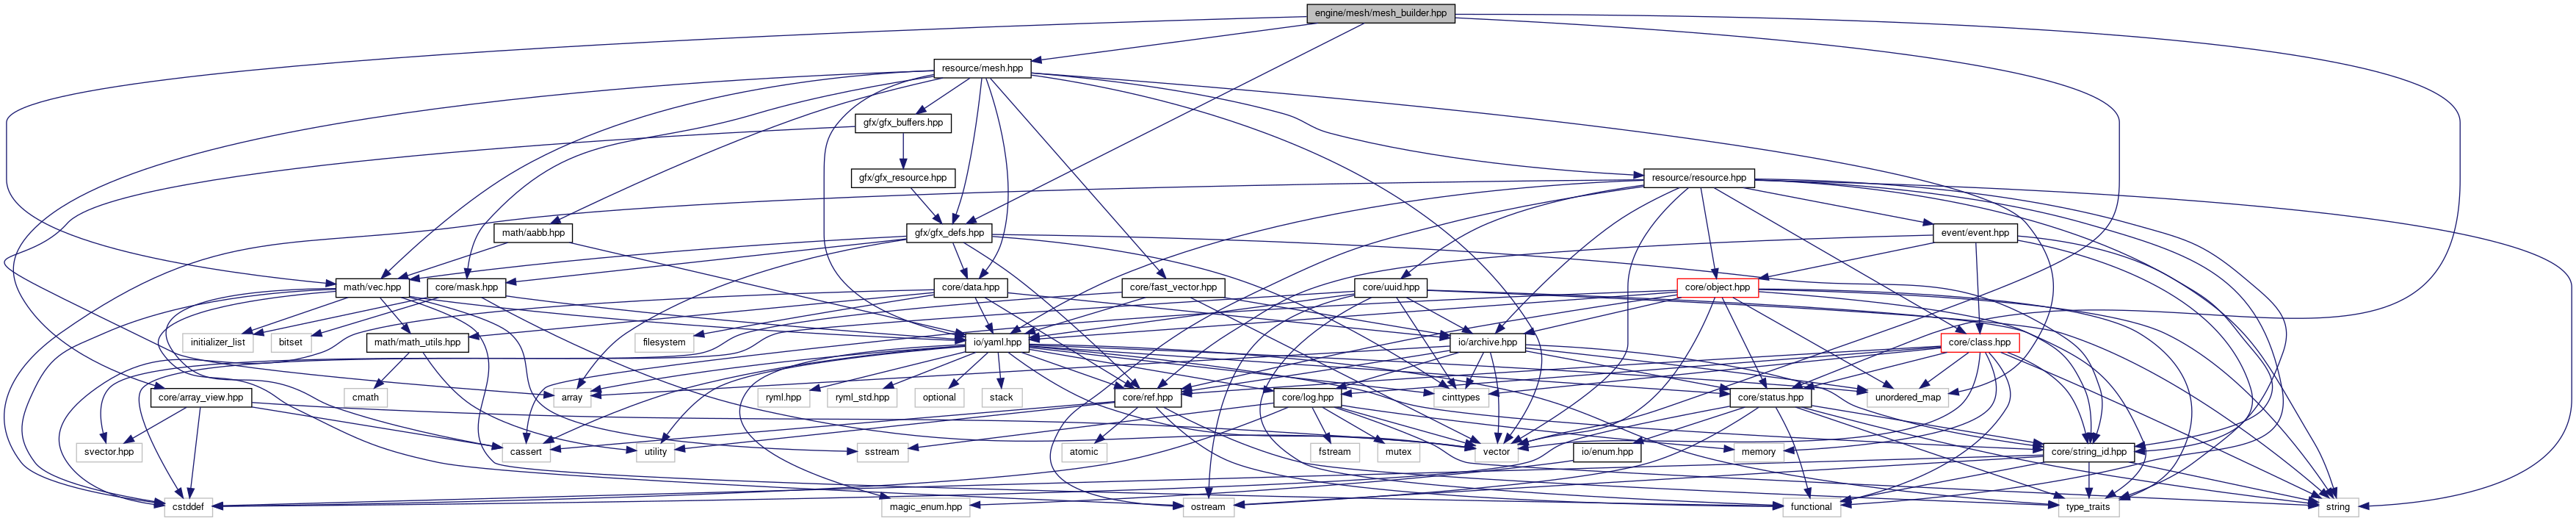 engine/mesh/mesh_builder.hpp
resource/mesh.hpp
gfx/gfx_buffers.hpp
gfx/gfx_resource.hpp
resource/resource.hpp
math/aabb.hpp
gfx/gfx_defs.hpp
event/event.hpp
math/vec.hpp
core/mask.hpp
core/data.hpp
core/fast_vector.hpp
core/uuid.hpp
core/object.hpp
initializer_list
bitset
math/math_utils.hpp
filesystem
io/yaml.hpp
io/archive.hpp
core/class.hpp
cmath
core/array_view.hpp
array
ryml.hpp
ryml_std.hpp
optional
stack
core/ref.hpp
core/log.hpp
cinttypes
core/status.hpp
unordered_map
svector.hpp
cassert
utility
sstream
atomic
fstream
mutex
vector
io/enum.hpp
memory
core/string_id.hpp
cstddef
magic_enum.hpp
ostream
functional
type_traits
string